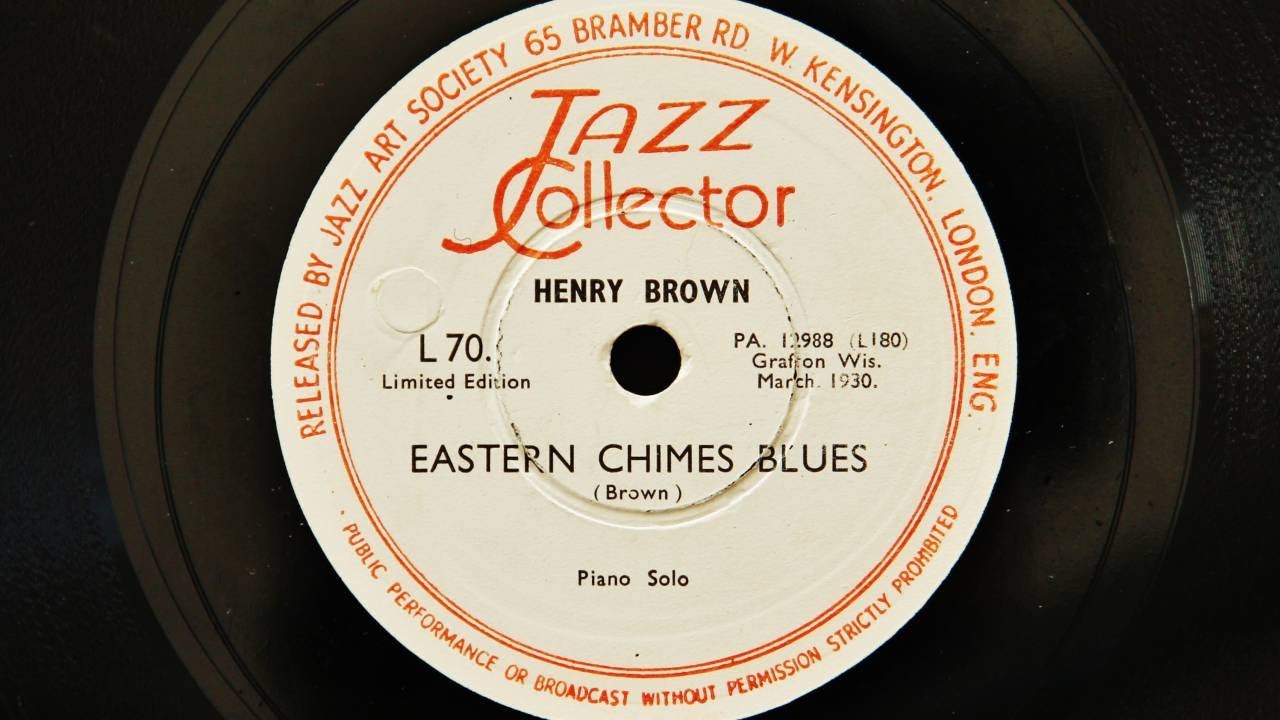 RELEASED BY JAZZ ART SOCIETY 65 BRAMBER RD. W. KENSINGTON. LONDON. ENG.
JAZZ
Collector
HENRY BROWN
L 70.
Limited Edition
PA. 12988 (L180)
Grafton Wis.
March. 1930.
EASTERN CHIMES BLUES
(Brown)
Piano Solo
. PUBLIC PERFORMANCE OR BROADCAST WITHOUT PERMISSION STRICTLY PROHIBITED